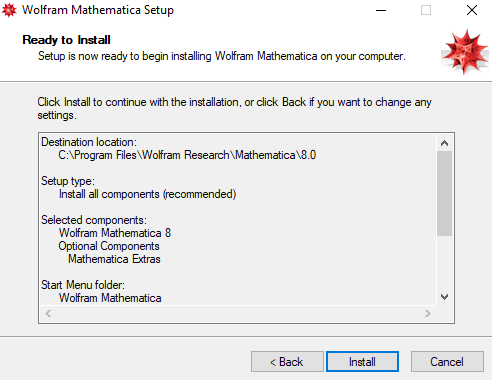 Wolfram Mathematica Setup
Ready to Install
Setup is now ready to begin installing Wolfram Mathematica on your computer.
Click Install to continue with the installation, or click Back if you want to change any
settings.
Destination location:
C:\Program Files\Wolfram Research\Mathematica\8.0
Setup type:
Install all components (recommended)
Selected components:
Wolfram Mathematica 8
Optional Components
Mathematica Extras
Start Menu folder:
Wolfram Mathematica
< Back
Install
Cancel